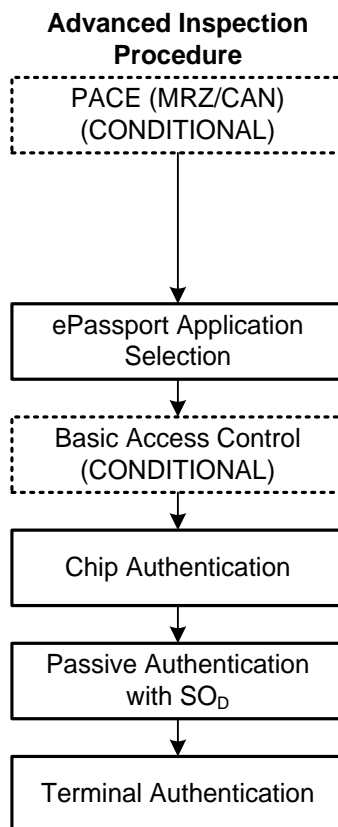 Advanced Inspection
Procedure
PACE (MRZ/CAN)
(CONDITIONAL)
ePassport Application
Selection
Basic Access Control
(CONDITIONAL)
Chip Authentication
Passive Authentication
with SOD
Terminal Authentication